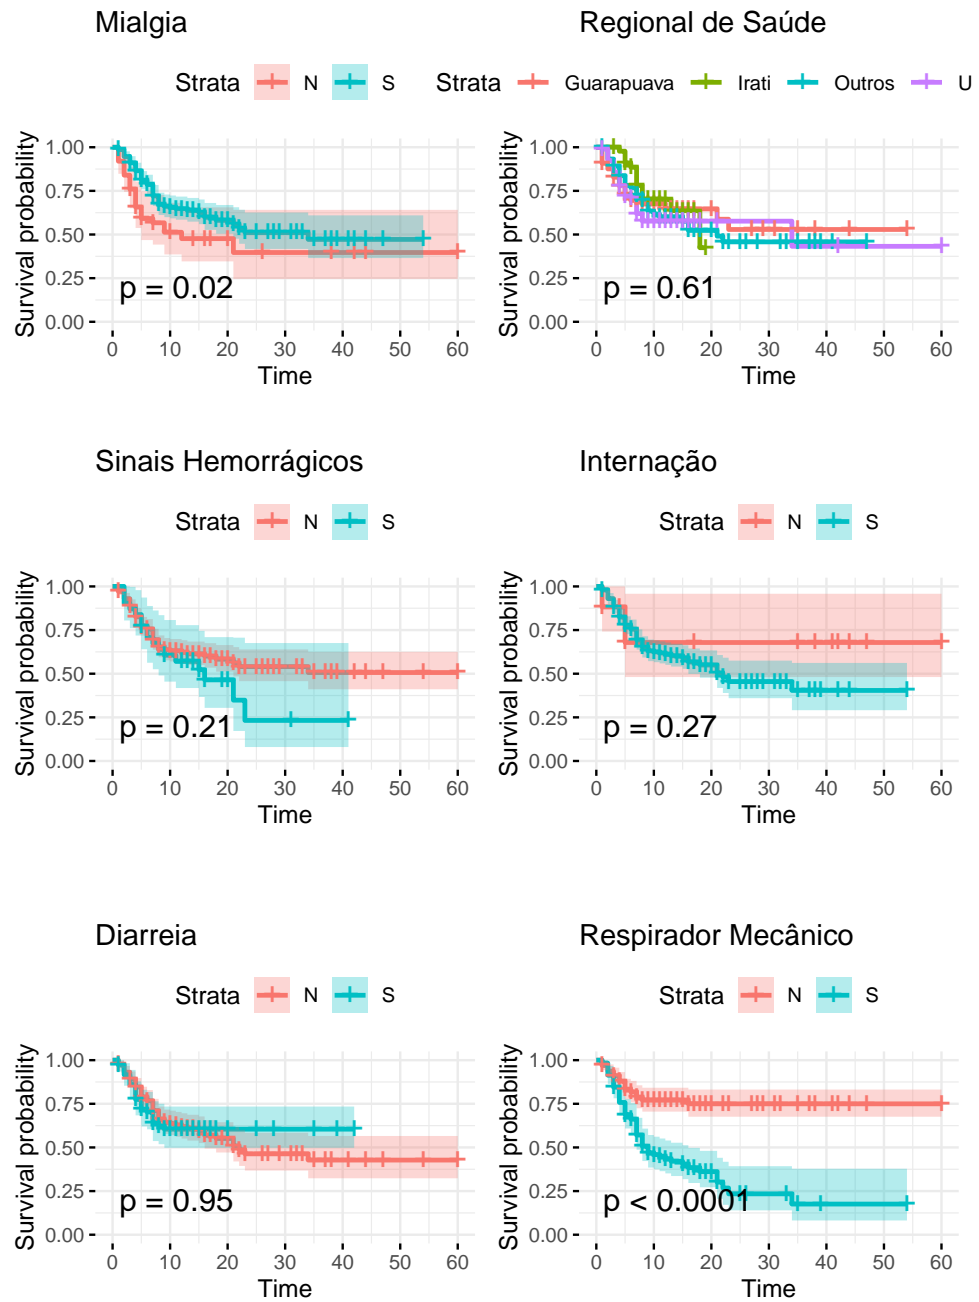 Mialgia
Strata N S
Survival probability
1.00
0.75
0.50
0.25
0.00
p = 0.02
0 10 20 30 40 50 60
Time
Regional de Saúde
Strata Guarapuava Irati Outros U
Survival probability
1.00
0.75
0.50
0.25
0.00
p = 0.61
0 10 20 30 40 50 60
Time
Sinais Hemorrágicos
Strata N S
Survival probability
1.00
0.75
0.50
0.25
0.00
p = 0.21
0 10 20 30 40 50 60
Time
Internação
Strata N S
Survival probability
1.00
0.75
0.50
0.25
0.00
p = 0.27
0 10 20 30 40 50 60
Time
Diarreia
Strata N S
Survival probability
1.00
0.75
0.50
0.25
0.00
p = 0.95
0 10 20 30 40 50 60
Time
Respirador Mecânico
Strata N S
Survival probability
1.00
0.75
0.50
0.25
0.00
p < 0.0001
0 10 20 30 40 50 60
Time